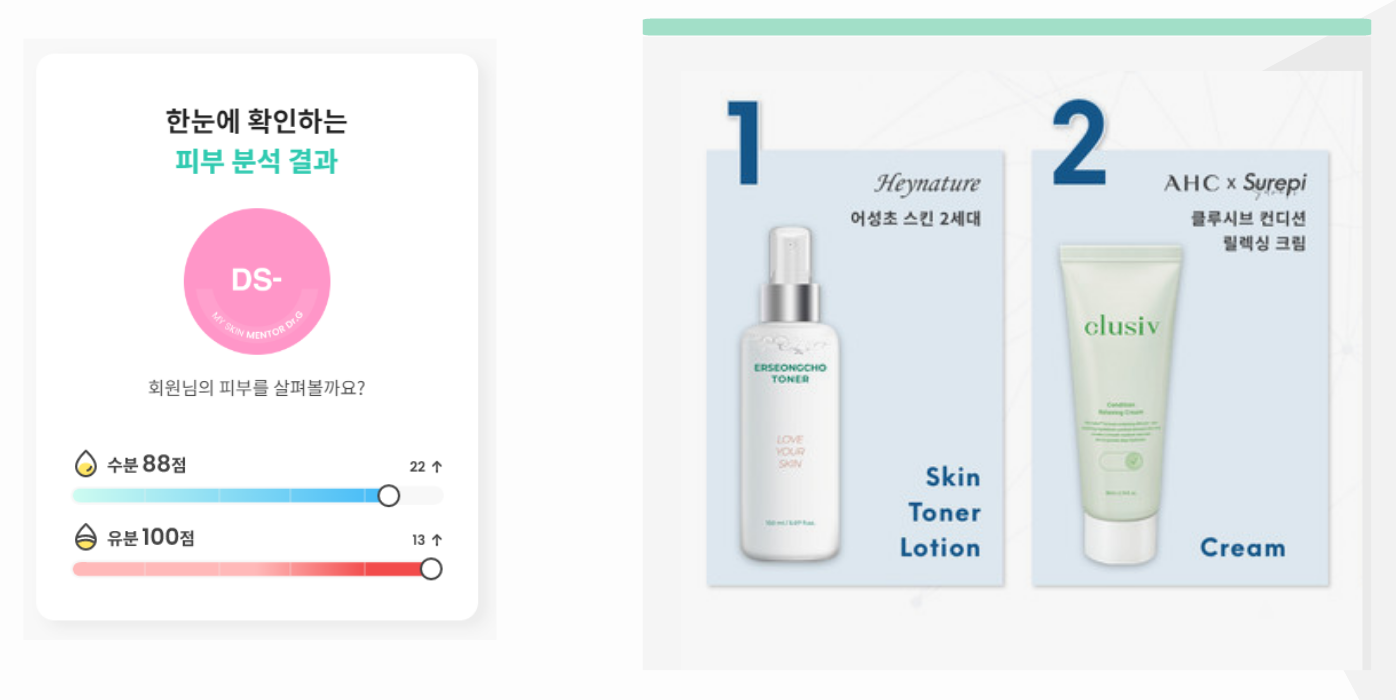 한눈에 확인하는
피부 분석 결과
DS-
MY SKIN MENTOR Dr.G
회원님의 피부를 살펴볼까요?
수분 88점
22 ↑
유분 100점
13 ↑
1
Heynature
어성초 스킨 2세대
ERSEONGCHO
TONER
LOVE
YOUR
SKIN
Skin
Toner
Lotion
2
AHC x Surepi
클루시브 컨디션
릴렉싱 크림
clusiv
Condition
Relaxing Cream
Cream